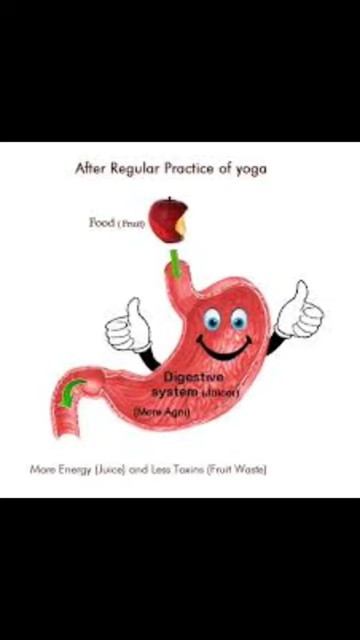 After Regular Practice of yoga
Food (Fruit)
Digestive
system (Juicer)
(More Agni)
More Energy (Juice) and Less Toxins (Fruit Waste)